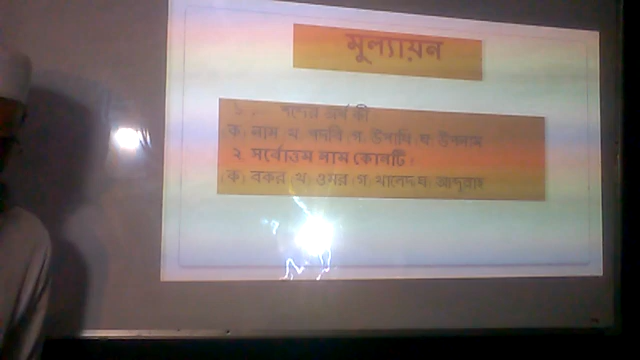 মূল্যায়ন
শব্দের অর্থ কী
ক। নাম খ। পদবি গ। উপাধি ঘ। উপনাম
২. সর্বোত্তম নাম কোনটি।
ক। বকর খ। ওমর গ। খালেদ ঘ। আব্দুল্লাহ